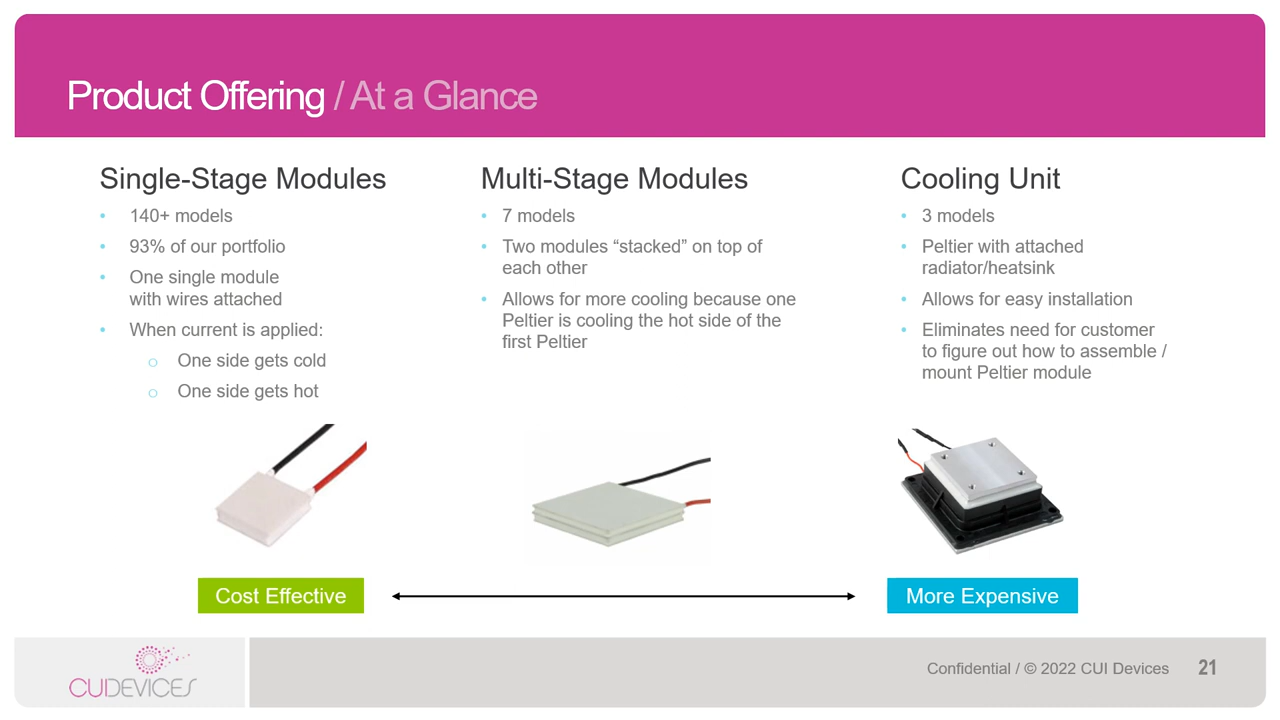 Product Offering / At a Glance
Single-Stage Modules
• 140+ models
• 93% of our portfolio
• One single module
with wires attached
• When current is applied:
o One side gets cold
o One side gets hot
Multi-Stage Modules
• 7 models
• Two modules “stacked” on top of
each other
• Allows for more cooling because one
Peltier is cooling the hot side of the
first Peltier
Cooling Unit
• 3 models
• Peltier with attached
radiator/heatsink
• Allows for easy installation
• Eliminates need for customer
to figure out how to assemble /
mount Peltier module
Cost Effective
More Expensive
CUIDEVICES
Confidential / © 2022 CUI Devices 21